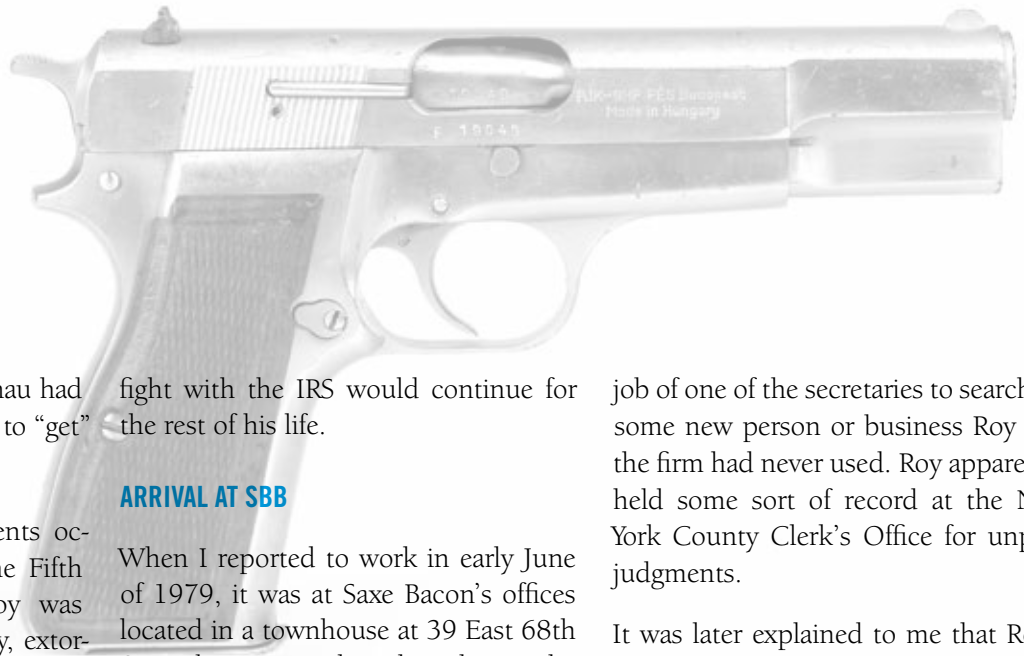 Made in Hungary
nau had
to “get”
ents oc-
ne Fifth
oy was
y, extor-
fight with the IRS would continue for
the rest of his life.
ARRIVAL AT SBB
When I reported to work in early June
of 1979, it was at Saxe Bacon’s offices
located in a townhouse at 39 East 68th
job of one of the secretaries to search
some new person or business Roy
the firm had never used. Roy appare
held some sort of record at the N
York County Clerk’s Office for unp
judgments.
It was later explained to me that Ro